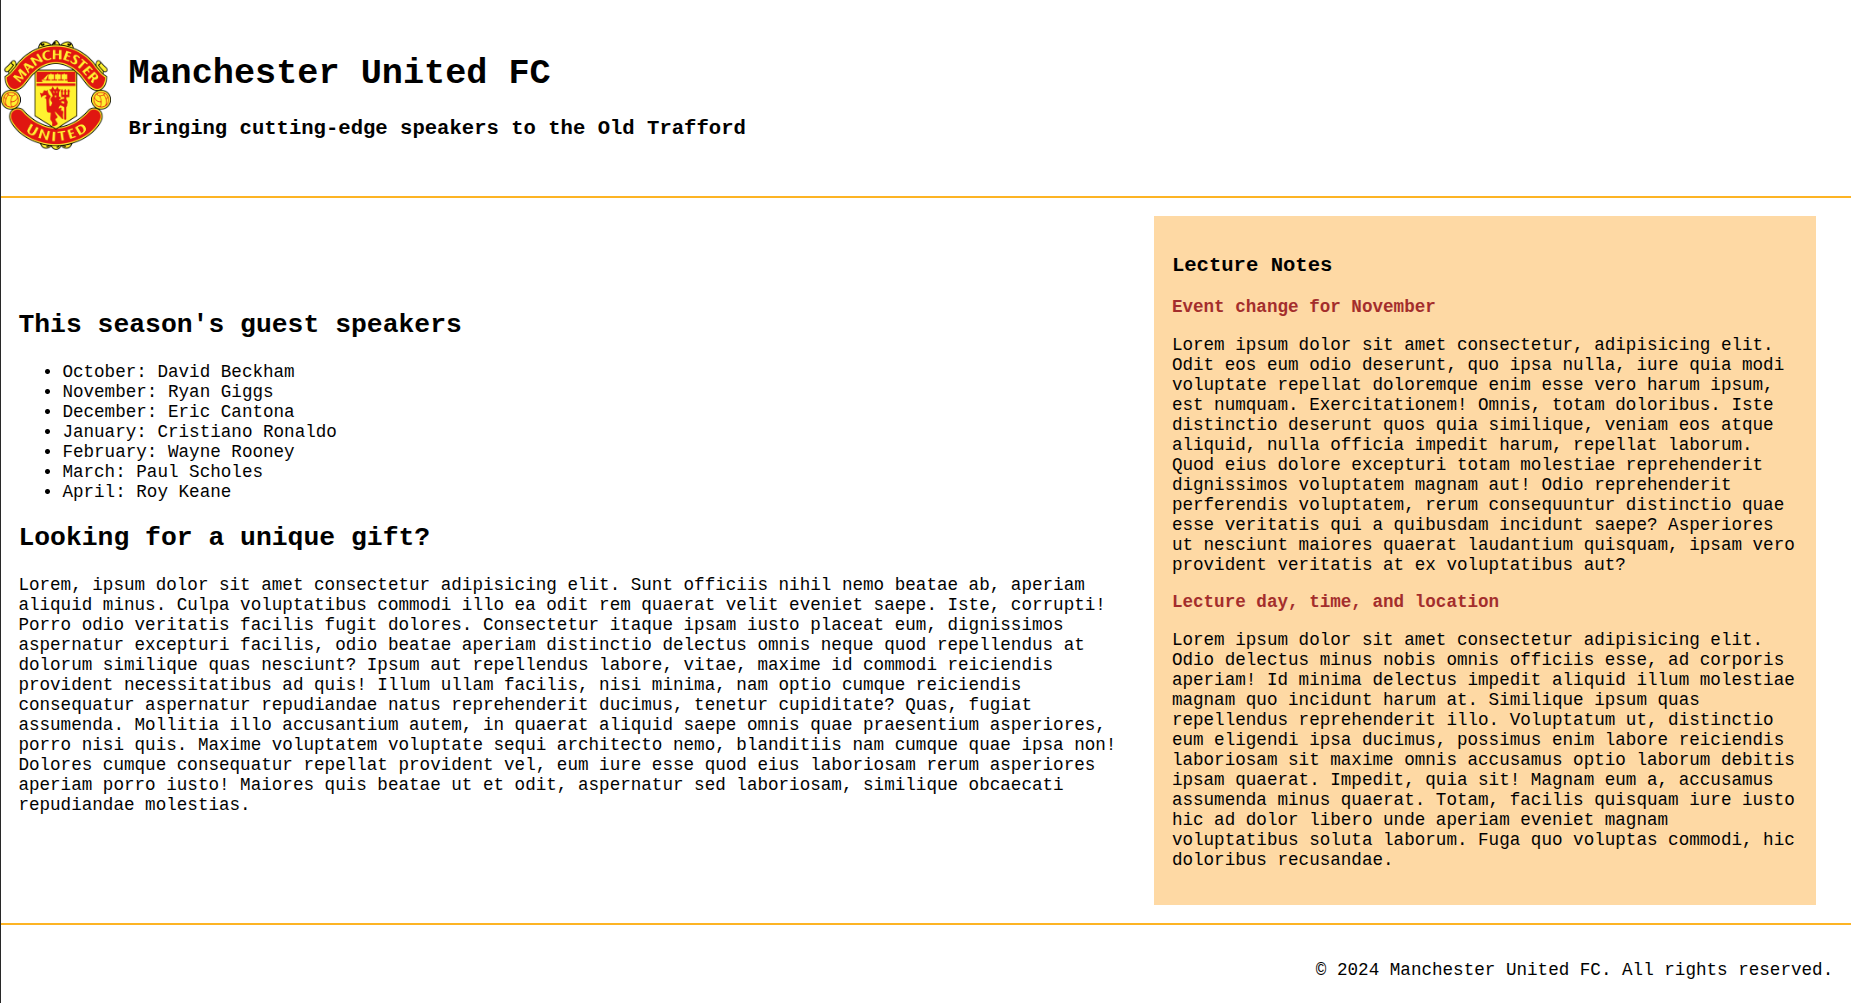 MANCHESTER
UNITED
Manchester United FC
Bringing cutting-edge speakers to the Old Trafford
This season's guest speakers
• October: David Beckham
• November: Ryan Giggs
• December: Eric Cantona
• January: Cristiano Ronaldo
• February: Wayne Rooney
• March: Paul Scholes
• April: Roy Keane
Looking for a unique gift?
Lorem, ipsum dolor sit amet consectetur adipisicing elit. Sunt officiis nihil nemo beatae ab, aperiam
aliquid minus. Culpa voluptatibus commodi illo ea odit rem quaerat velit eveniet saepe. Iste, corrupti!
Porro odio veritatis facilis fugit dolores. Consectetur itaque ipsam iusto placeat eum, dignissimos
aspernatur excepturi facilis, odio beatae aperiam distinctio delectus omnis neque quod repellendus at
dolorum similique quas nesciunt? Ipsum aut repellendus labore, vitae, maxime id commodi reiciendis
provident necessitatibus ad quis! Illum ullam facilis, nisi minima, nam optio cumque reiciendis
consequatur aspernatur repudiandae natus reprehenderit ducimus, tenetur cupiditate? Quas, fugiat
assumenda. Mollitia illo accusantium autem, in quaerat aliquid saepe omnis quae praesentium asperiores,
porro nisi quis. Maxime voluptatem voluptate sequi architecto nemo, blanditiis nam cumque quae ipsa non!
Dolores cumque consequatur repellat provident vel, eum iure esse quod eius laboriosam rerum asperiores
aperiam porro iusto! Maiores quis beatae ut et odit, aspernatur sed laboriosam, similique obcaecati
repudiandae molestias.
Lecture Notes
Event change for November
Lorem ipsum dolor sit amet consectetur, adipisicing elit.
Odit eos eum odio deserunt, quo ipsa nulla, iure quia modi
voluptate repellat doloremque enim esse vero harum ipsum,
est numquam. Exercitationem! Omnis, totam doloribus. Iste
distinctio deserunt quos quia similique, veniam eos atque
aliquid, nulla officia impedit harum, repellat laborum.
Quod eius dolore excepturi totam molestiae reprehenderit
dignissimos voluptatem magnam aut! Odio reprehenderit
perferendis voluptatem, rerum consequuntur distinctio quae
esse veritatis qui a quibusdam incidunt saepe? Asperiores
ut nesciunt maiores quaerat laudantium quisquam, ipsam vero
provident veritatis at ex voluptatibus aut?
Lecture day, time, and location
Lorem ipsum dolor sit amet consectetur adipisicing elit.
Odio delectus minus nobis omnis officiis esse, ad corporis
aperiam! Id minima delectus impedit aliquid illum molestiae
magnam quo incidunt harum at. Similique ipsum quas
repellendus reprehenderit illo. Voluptatum ut, distinctio
eum eligendi ipsa ducimus, possimus enim labore reiciendis
laboriosam sit maxime omnis accusamus optio laborum debitis
ipsam quaerat. Impedit, quia sit! Magnam eum a, accusamus
assumenda minus quaerat. Totam, facilis quisquam iure iusto
hic ad dolor libero unde aperiam eveniet magnam
voluptatibus soluta laborum. Fuga quo voluptas commodi, hic
doloribus recusandae.
© 2024 Manchester United FC. All rights reserved.